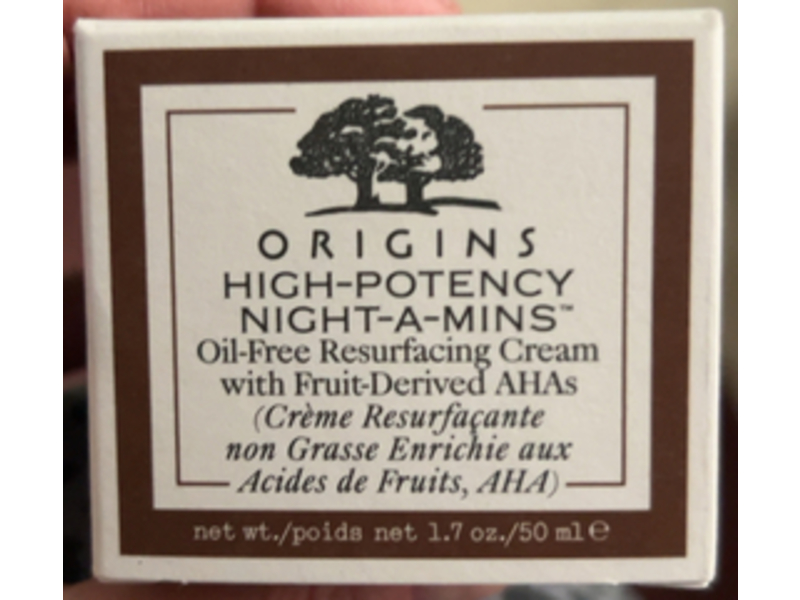 ORIGINS
HIGH-POTENCY
NIGHT-A-MINS™
Oil-Free Resurfacing Cream
with Fruit-Derived AHAs
(Crème Resurfaçante
non Grasse Enrichie aux
Acides de Fruits, AHA)
net wt./poids net 1.7 oz./50 ml ℮